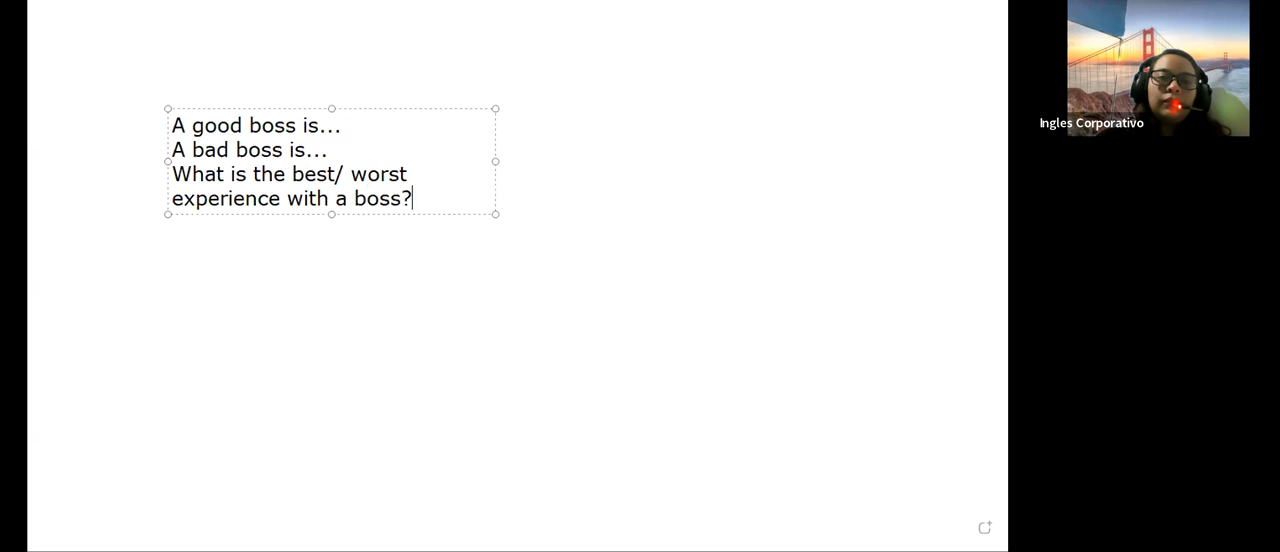 A good boss is...
A bad boss is...
What is the best/ worst
experience with a boss?
Ingles Corporativo